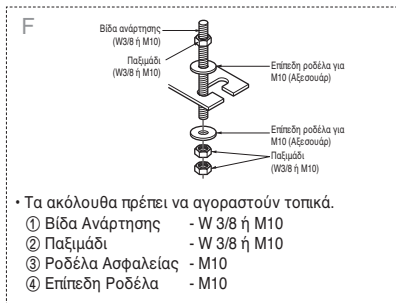 F
Βίδα ανάρτησης
(W3/8 ή M10)
Παξιμάδι
(W3/8 ή M10)
Επίπεδη ροδέλα για
M10 (Αξεσουάρ)
Επίπεδη ροδέλα για
M10 (Αξεσουάρ)
Παξιμάδι
(W3/8 ή M10)
• Τα ακόλουθα πρέπει να αγοραστούν τοπικά.
① Βίδα Ανάρτησης - W 3/8 ή M10
② Παξιμάδι - W 3/8 ή M10
③ Ροδέλα Ασφαλείας - M10
④ Επίπεδη Ροδέλα - M10